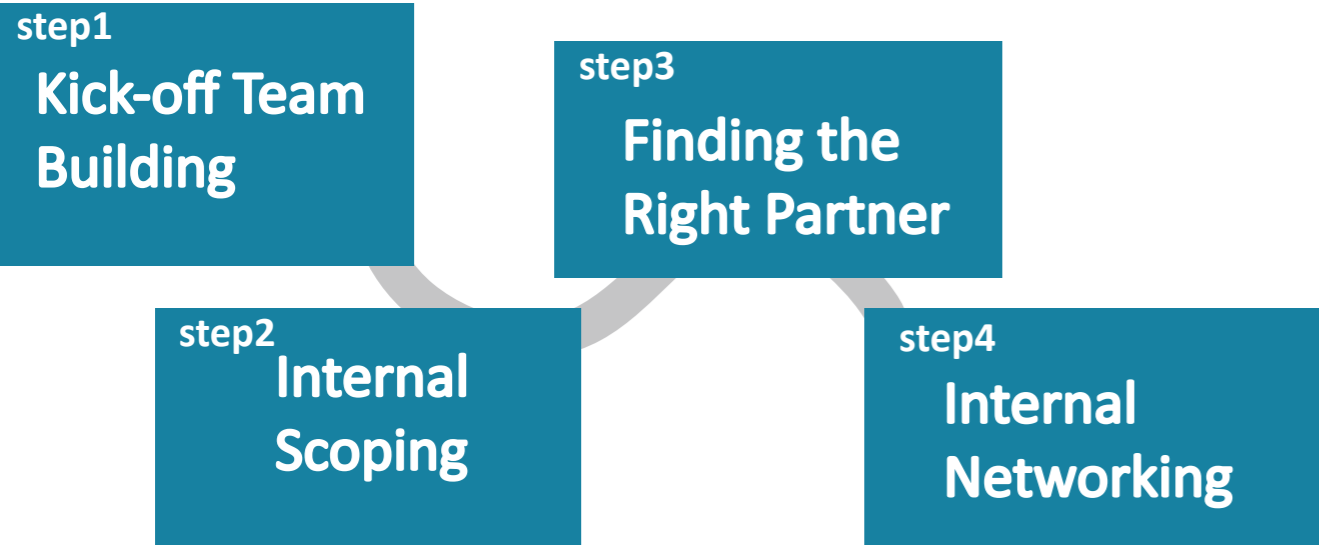 step1
Kick-off Team
Building
step2
Internal
Scoping
step3
Finding the
Right Partner
step4
Internal
Networking